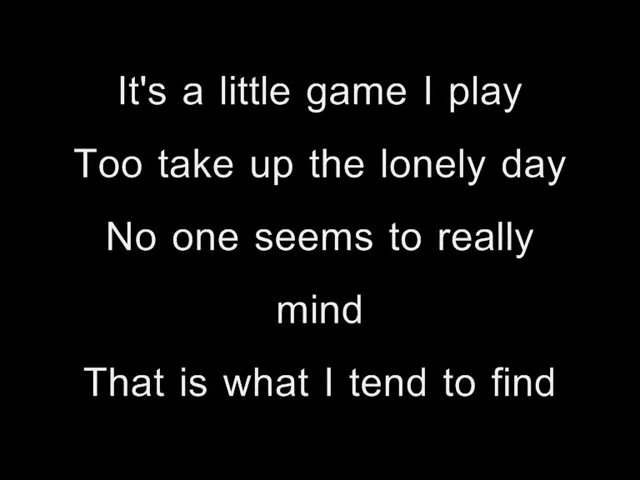 It's a little game I play
Too take up the lonely day
No one seems to really
mind
That is what I tend to find